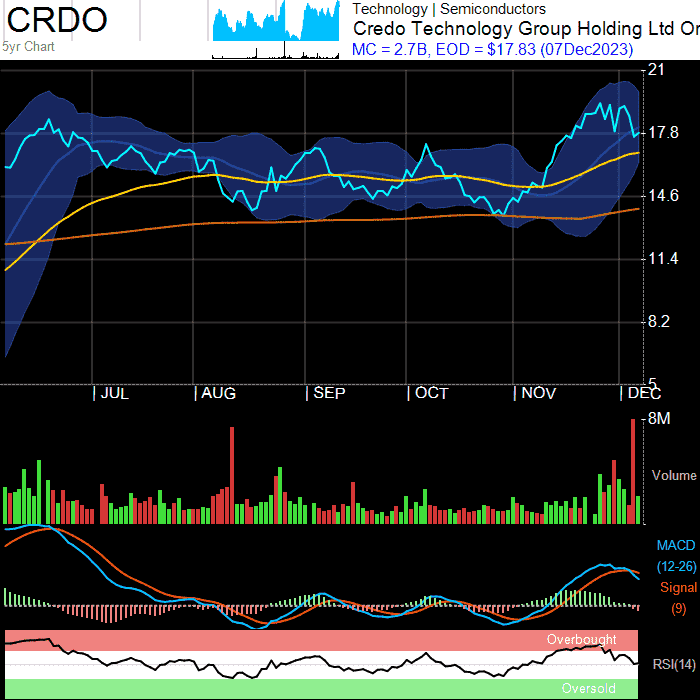 CRDO
5yr Chart
Technology | Semiconductors
Credo Technology Group Holding Ltd Or
MC = 2.7B, EOD = $17.83 (07Dec2023)
21
17.8
14.6
11.4
8.2
5
JUL AUG SEP OCT NOV DEC
8M
Volume
MACD
(12-26)
Signal
(9)
Overbought
RSI(14)
Oversold